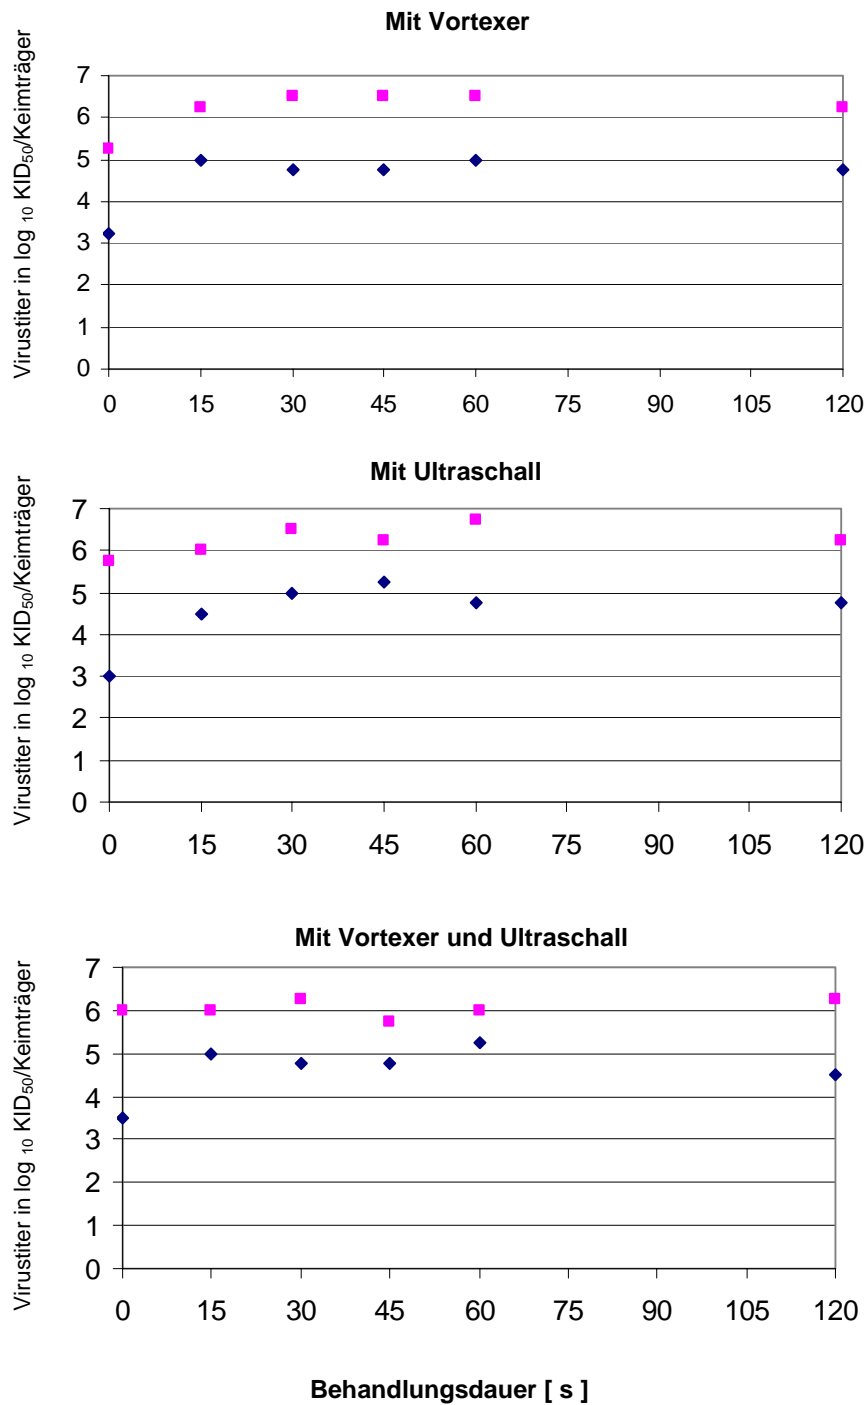 Mit Vortexer
Virustiter in log 10 KID50/Keimträger
7
6
5
4
3
2
1
0
0 15 30 45 60 75 90 105 120
Mit Ultraschall
Virustiter in log 10 KID50/Keimträger
7
6
5
4
3
2
1
0
0 15 30 45 60 75 90 105 120
Mit Vortexer und Ultraschall
Virustiter in log 10 KID50/Keimträger
7
6
5
4
3
2
1
0
0 15 30 45 60 75 90 105 120
Behandlungsdauer [ s ]